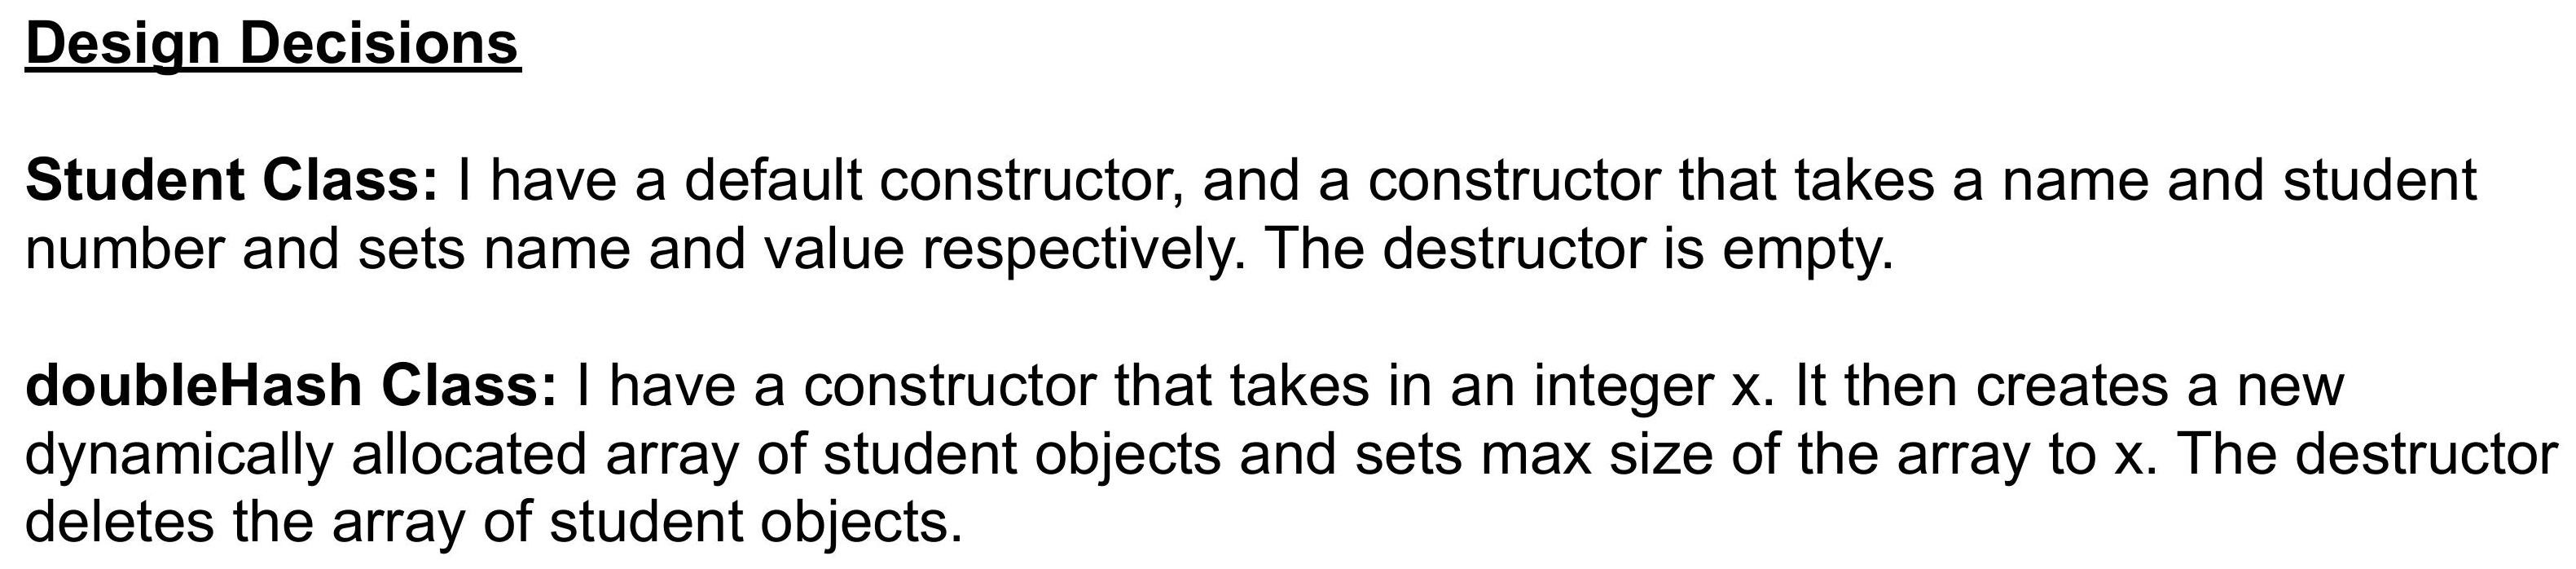 Design Decisions
Student Class: I have a default constructor, and a constructor that takes a name and student
number and sets name and value respectively. The destructor is empty.
doubleHash Class: I have a constructor that takes in an integer x. It then creates a new
dynamically allocated array of student objects and sets max size of the array to x. The destructor
deletes the array of student objects.